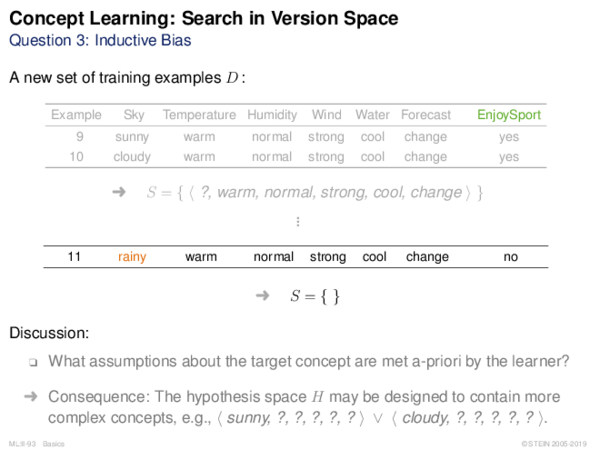 Concept Learning: Search in Version Space
Question 3: Inductive Bias
A new set of training examples D:
Example Sky Temperature Humidity Wind Water Forecast EnjoySport
9 sunny warm normal strong cool change yes
10 cloudy warm normal strong cool change yes
➜ S = { ⟨ ?, warm, normal, strong, cool, change ⟩ }
⋮
11 rainy warm normal strong cool change no
➜ S = { }
Discussion:
❑ What assumptions about the target concept are met a-priori by the learner?
➜ Consequence: The hypothesis space H may be designed to contain more
complex concepts, e.g., ⟨ sunny, ?, ?, ?, ?, ? ⟩ ∨ ⟨ cloudy, ?, ?, ?, ?, ? ⟩.
ML:II-93 Basics ©STEIN 2005-2019